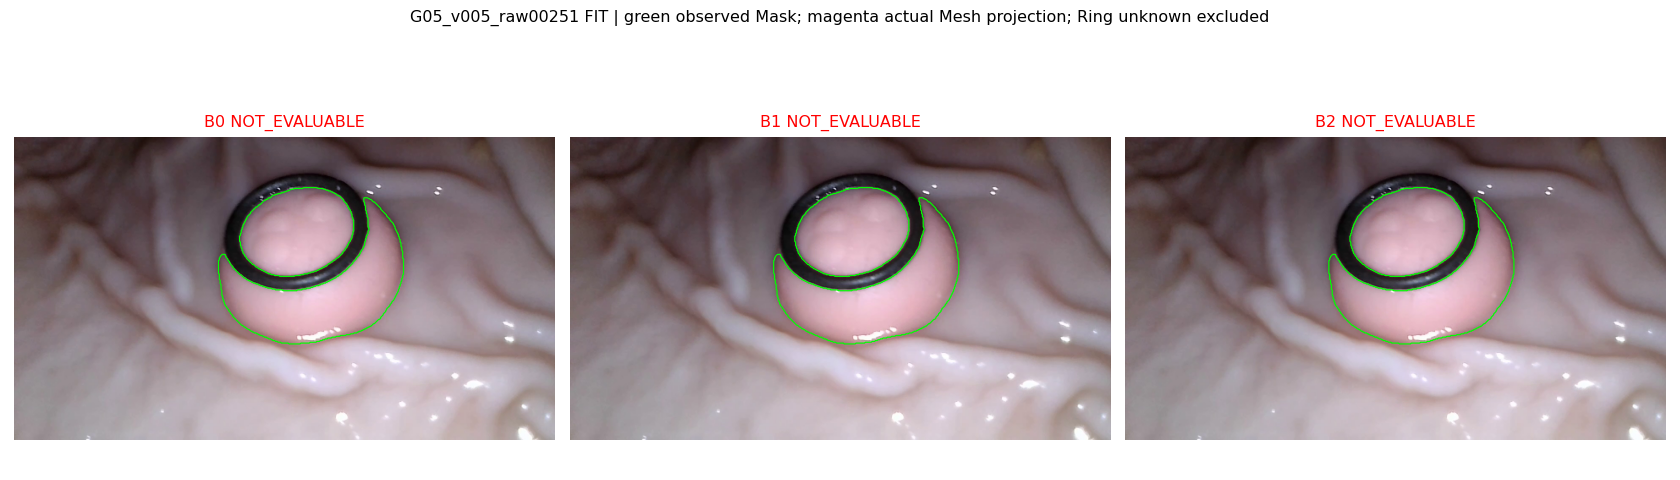 G05_v005_raw00251 FIT | green observed Mask; magenta actual Mesh projection; Ring unknown excluded
B0 NOT_EVALUABLE
B1 NOT_EVALUABLE
B2 NOT_EVALUABLE